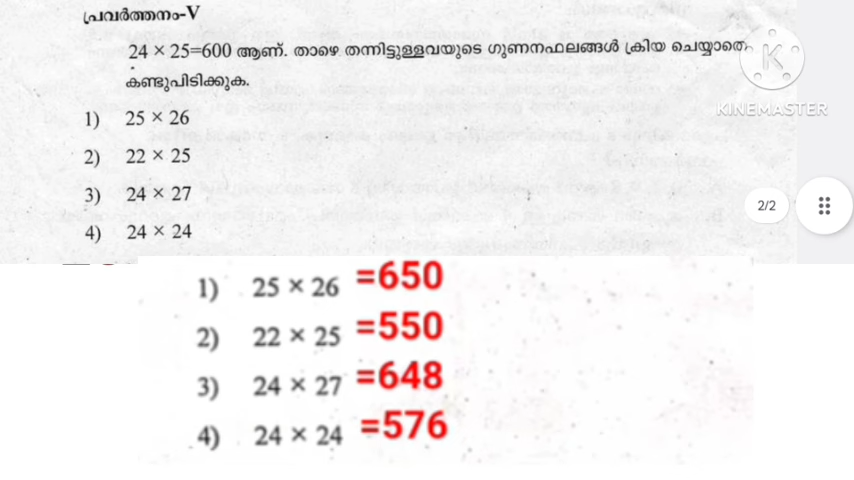 പ്രവർത്തനം-V
24 × 25=600 ആണ്. താഴെ തന്നിട്ടുള്ളവയുടെ ഗുണനഫലങ്ങൾ ക്രിയ ചെയ്യാതെ
കണ്ടുപിടിക്കുക.
K
KINEMASTER
1) 25 × 26
2) 22 × 25
3) 24 × 27
4) 24 × 24
2/2
1) 25 × 26 =650
2) 22 × 25 =550
3) 24 × 27 =648
4) 24 × 24 =576